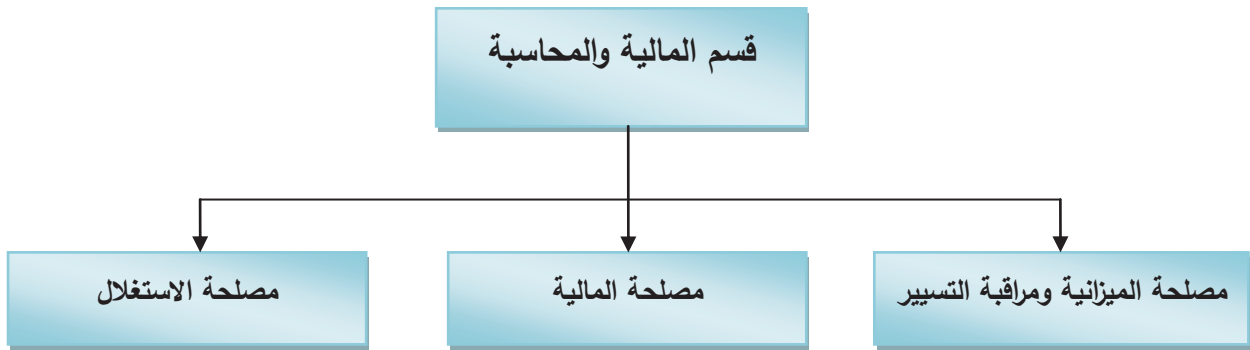 قسم المالية والمحاسبة
مصلحة الميزانية ومراقبة التسيير
مصلحة المالية
مصلحة الاستغلال